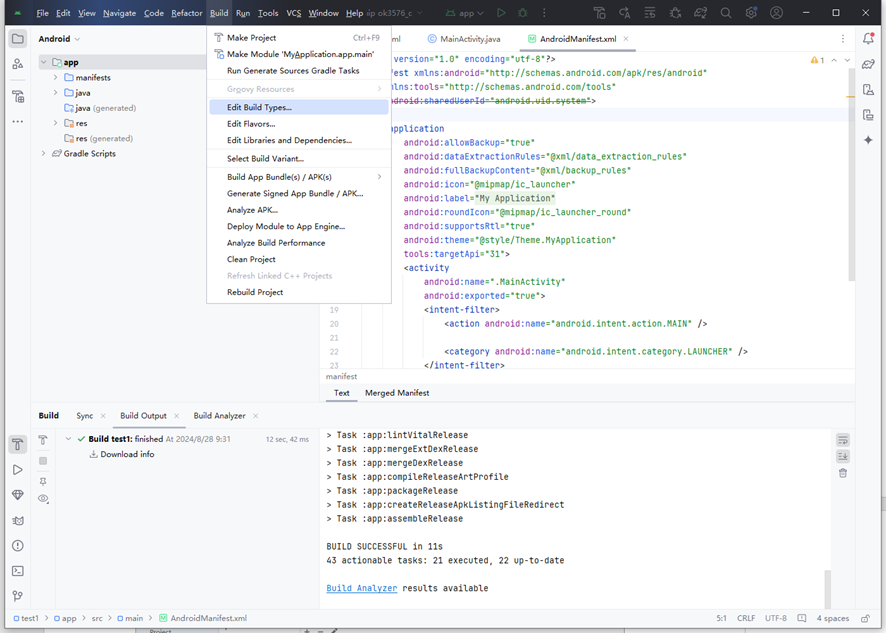 File Edit View Navigate Code Refactor Build Run Tools VCS Window Help ip ok3576_c app
Android
ml MainActivity.java AndroidManifest.xml
app
manifests
java
java (generated)
res
res (generated)
Gradle Scripts
Make Project Ctrl+F9
Make Module 'MyApplication.app.main'
Run Generate Sources Gradle Tasks
Groovy Resources
Edit Build Types...
Edit Flavors...
Edit Libraries and Dependencies...
Select Build Variant...
Build App Bundle(s) / APK(s)
Generate Signed App Bundle / APK...
Analyze APK...
Deploy Module to App Engine...
Analyze Build Performance
Clean Project
Refresh Linked C++ Projects
Rebuild Project
version="1.0" encoding="utf-8"?>
fest xmlns:android="http://schemas.android.com/apk/res/android"
xmlns:tools="http://schemas.android.com/tools"
android:sharedUserId="android.uid.system">
1
pplication
android:allowBackup="true"
android:dataExtractionRules="@xml/data_extraction_rules"
android:fullBackupContent="@xml/backup_rules"
android:icon="@mipmap/ic_launcher"
android:label="My Application"
android:roundIcon="@mipmap/ic_launcher_round"
android:supportsRtl="true"
android:theme="@style/Theme.MyApplication"
tools:targetApi="31">
<activity
android:name=".MainActivity"
android:exported="true">
19 <intent-filter>
20 <action android:name="android.intent.action.MAIN" />
21
22 <category android:name="android.intent.category.LAUNCHER" />
23 </intent-filter>
manifest
Text Merged Manifest
Build Sync Build Output Build Analyzer
Build test1: finished At 2024/8/28 9:31 12 sec, 42 ms
Download info
> Task :app:lintVitalRelease
> Task :app:mergeExtDexRelease
> Task :app:mergeDexRelease
> Task :app:compileReleaseArtProfile
> Task :app:packageRelease
> Task :app:createReleaseApkListingFileRedirect
> Task :app:assembleRelease
BUILD SUCCESSFUL in 11s
43 actionable tasks: 21 executed, 22 up-to-date
Build Analyzer results available
test1 > app > src > main > AndroidManifest.xml 5:1 CRLF UTF-8 4 spaces
Project